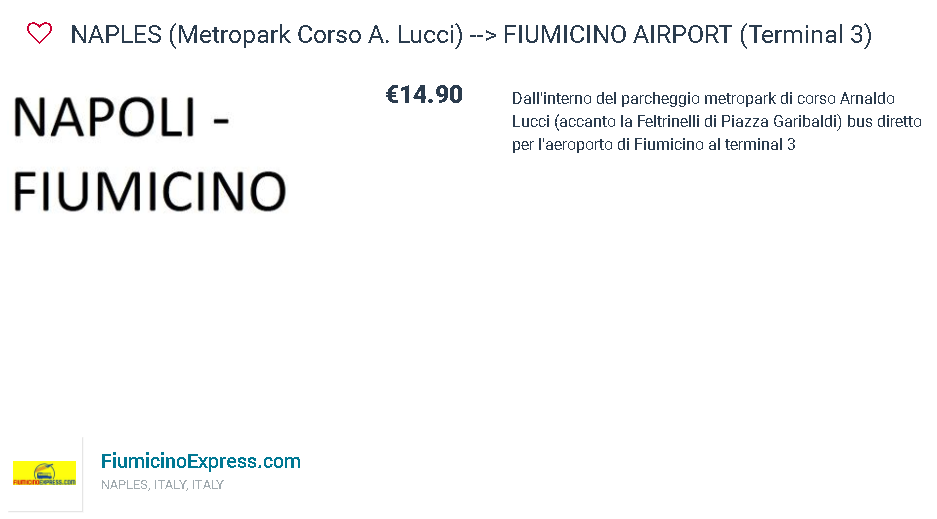 NAPLES (Metropark Corso A. Lucci) --> FIUMICINO AIRPORT (Terminal 3)
NAPOLI -
FIUMICINO
€14.90
Dall'interno del parcheggio metropark di corso Arnaldo
Lucci (accanto la Feltrinelli di Piazza Garibaldi) bus diretto
per l'aeroporto di Fiumicino al terminal 3
FIUMICINOEXPRESS.COM
FiumicinoExpress.com
NAPLES, ITALY, ITALY